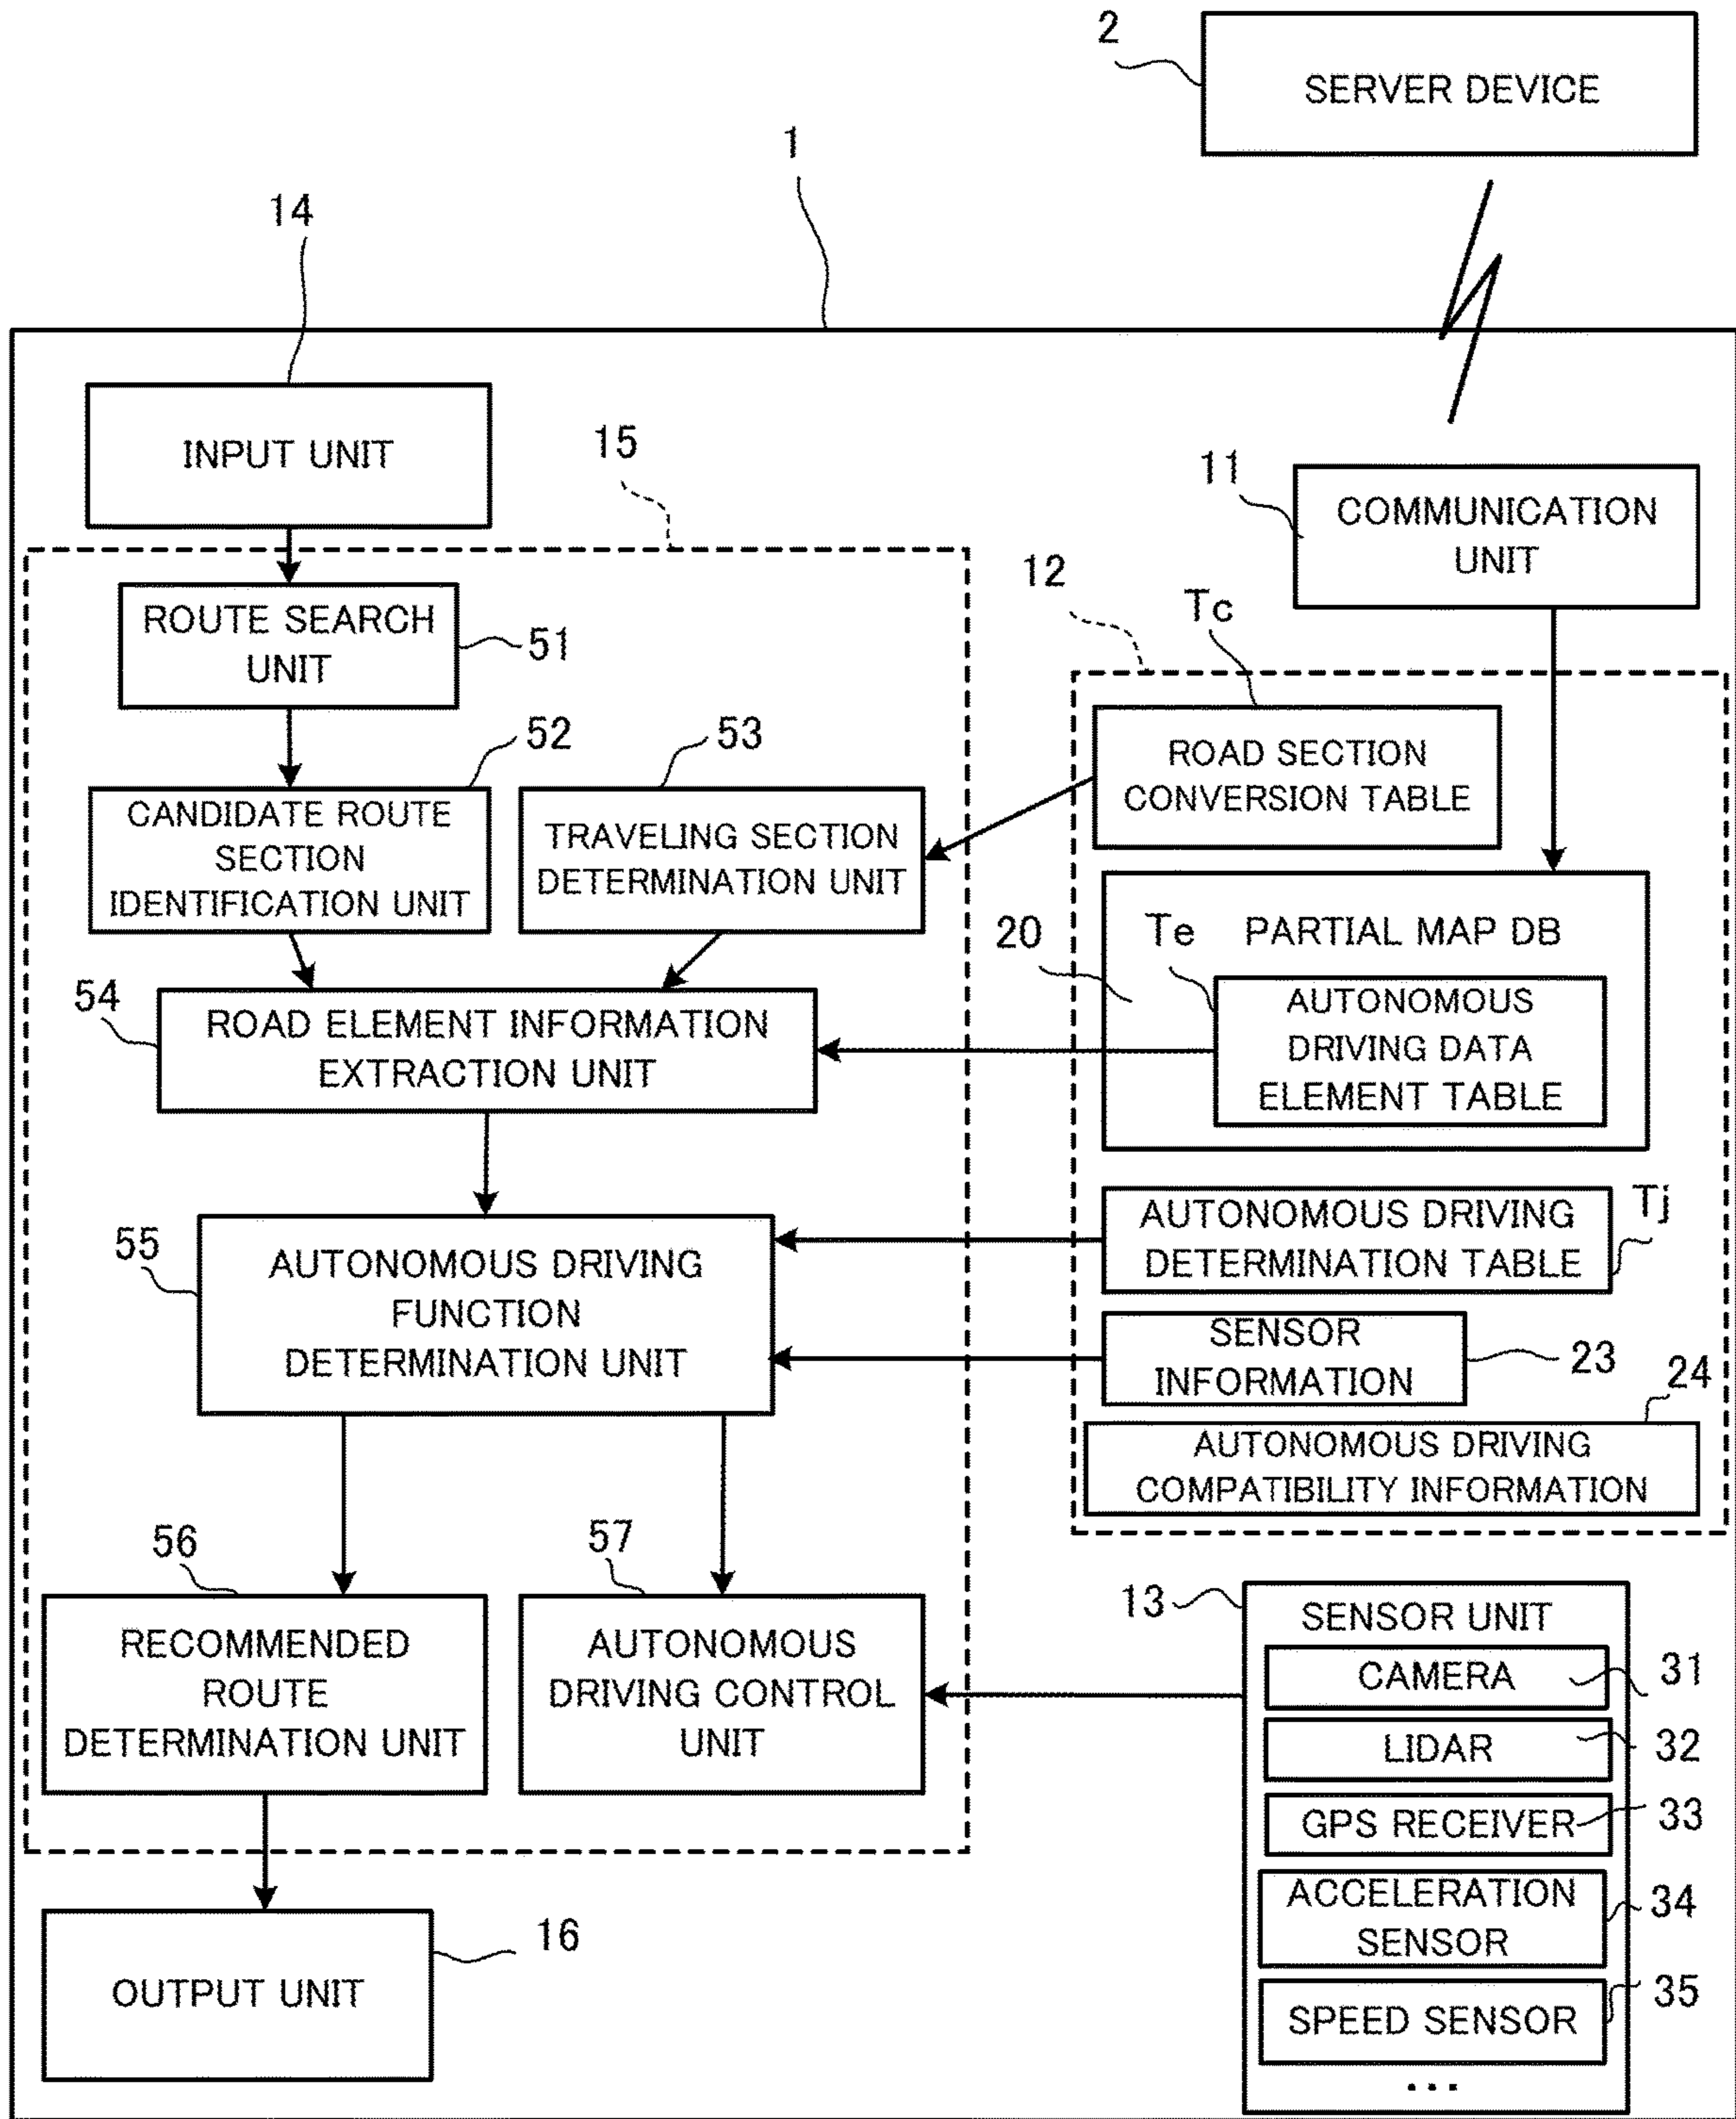 2
SERVER DEVICE
1
14
INPUT UNIT
15
11
COMMUNICATION
UNIT
12
ROUTE SEARCH
UNIT
51
Tc
ROAD SECTION
CONVERSION TABLE
52
CANDIDATE ROUTE
SECTION
IDENTIFICATION UNIT
53
TRAVELING SECTION
DETERMINATION UNIT
20
Te
PARTIAL MAP DB
AUTONOMOUS
DRIVING DATA
ELEMENT TABLE
54
ROAD ELEMENT INFORMATION
EXTRACTION UNIT
55
AUTONOMOUS DRIVING
FUNCTION
DETERMINATION UNIT
AUTONOMOUS DRIVING
DETERMINATION TABLE
Tj
SENSOR
INFORMATION
23
24
AUTONOMOUS DRIVING
COMPATIBILITY INFORMATION
56
RECOMMENDED
ROUTE
DETERMINATION UNIT
57
AUTONOMOUS
DRIVING CONTROL
UNIT
13
SENSOR UNIT
CAMERA
31
LIDAR
32
GPS RECEIVER
33
ACCELERATION
SENSOR
34
SPEED SENSOR
35
...
OUTPUT UNIT
16